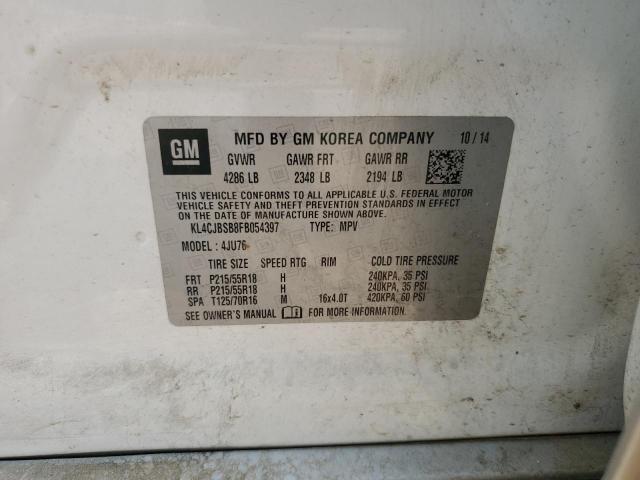 GM MFD BY GM KOREA COMPANY 10/14
GVWR GAWR FRT GAWR RR
4286 LB 2348 LB 2194 LB
THIS VEHICLE CONFORMS TO ALL APPLICABLE U.S. FEDERAL MOTOR
VEHICLE SAFETY AND THEFT PREVENTION STANDARDS IN EFFECT ON
THE DATE OF MANUFACTURE SHOWN ABOVE.
KL4CJBSB8FB054397 TYPE: MPV
MODEL: 4JU76
TIRE SIZE SPEED RTG RIM COLD TIRE PRESSURE
FRT P215/55R18 H 240KPA, 35 PSI
RR P215/55R18 H 240KPA, 35 PSI
SPA T125/70R16 M 16x4.0T 420KPA, 60 PSI
SEE OWNER'S MANUAL FOR MORE INFORMATION.